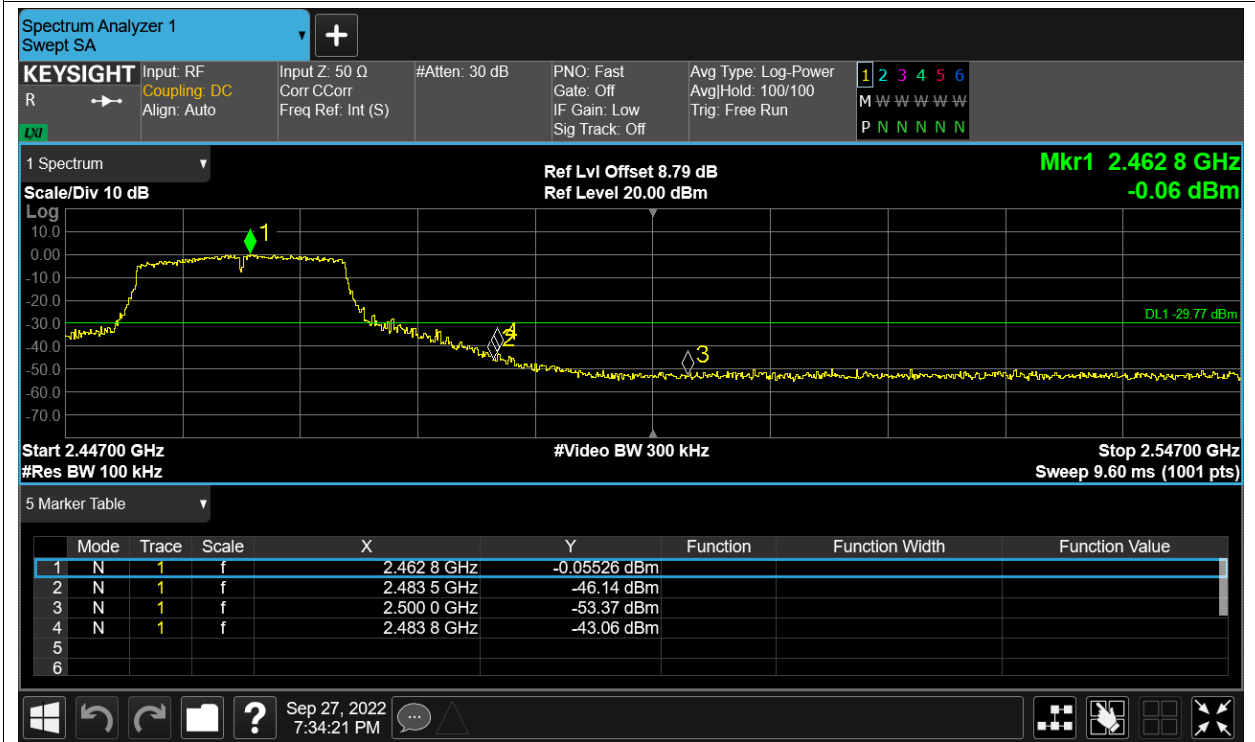 Spectrum Analyzer 1
Swept SA
KEYSIGHT
R
LXI
Input: RF
Coupling: DC
Align: Auto
Input Z: 50 Ω
Corr CCorr
Freq Ref: Int (S)
#Atten: 30 dB
PNO: Fast
Gate: Off
IF Gain: Low
Sig Track: Off
Avg Type: Log-Power
Avg|Hold: 100/100
Trig: Free Run
1 2 3 4 5 6
M W W W W W
P N N N N N
1 Spectrum
Scale/Div 10 dB
Ref Lvl Offset 8.79 dB
Ref Level 20.00 dBm
Mkr1 2.462 8 GHz
-0.06 dBm
Log
10.0
0.00
-10.0
-20.0
-30.0
-40.0
-50.0
-60.0
-70.0
1
2
4
3
DL1 -29.77 dBm
Start 2.44700 GHz
#Res BW 100 kHz
#Video BW 300 kHz
Stop 2.54700 GHz
Sweep 9.60 ms (1001 pts)
5 Marker Table
Mode Trace Scale X Y Function Function Width Function Value
1 N 1 f 2.462 8 GHz -0.05526 dBm
2 N 1 f 2.483 5 GHz -46.14 dBm
3 N 1 f 2.500 0 GHz -53.37 dBm
4 N 1 f 2.483 8 GHz -43.06 dBm
5
6
?
Sep 27, 2022
7:34:21 PM